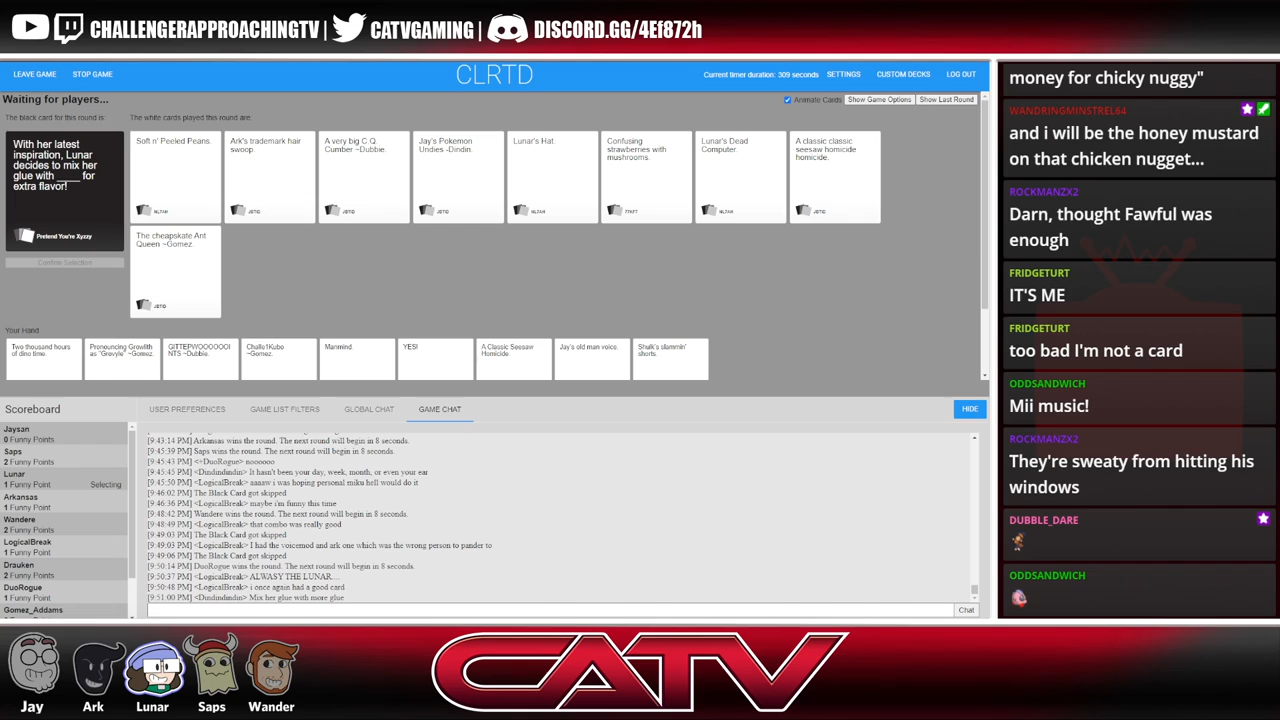 CHALLENGERAPPROACHINGTV | CATVGAMING | DISCORD.GG/4Ef872h
LEAVE GAME STOP GAME CLRTD Current timer duration: 309 seconds SETTINGS CUSTOM DECKS LOG OUT
Waiting for players... Animate Cards Show Game Options Show Last Round
The black card for this round is: The white cards played this round are:
With her latest
inspiration, Lunar
decides to mix her
glue with ____ for
extra flavor!
Pretend You're Xyzzy
Confirm Selection
Soft n' Peeled Peans.
NL7AH
Ark's trademark hair
swoop.
JBTID
A very big C.Q.
Cumber ~Dubbie.
JBTID
Jay's Pokemon
Undies -Dindin.
JBTID
Lunar's Hat.
NL7AH
Confusing
strawberries with
mushrooms.
Lunar's Dead
Computer.
NL7AH
A classic classic
seesaw homicide
homicide.
JBTID
The cheapskate Ant
Queen ~Gomez.
JBTID
Your Hand
Two thousand hours
of dino time.
Pronouncing Growlith
as "Grevyle" ~Gomez.
GITTEPWOOOOOOI
NTS ~Dubbie.
Challe1Kubo
~Gomez.
Manmind.
YES!
A Classic Seesaw
Homicide.
Jay's old man voice.
Shulk's slammin'
shorts.
Scoreboard
Jaysan
0 Funny Points
Saps
2 Funny Points
Lunar
1 Funny Point Selecting
Arkansas
1 Funny Point
Wandere
2 Funny Points
LogicalBreak
1 Funny Point
Drauken
2 Funny Points
DuoRogue
1 Funny Point
Gomez_Addams
USER PREFERENCES GAME LIST FILTERS GLOBAL CHAT GAME CHAT HIDE
[9:43:14 PM] Arkansas wins the round. The next round will begin in 8 seconds.
[9:45:39 PM] Saps wins the round. The next round will begin in 8 seconds.
[9:45:43 PM] <+DuoRogue> nooooo
[9:45:45 PM] <Dindindindin> It hasn't been your day, week, month, or even your ear
[9:45:50 PM] <LogicalBreak> aaaaw i was hoping personal miku hell would do it
[9:46:02 PM] The Black Card got skipped
[9:46:36 PM] <LogicalBreak> maybe i'm funny this time
[9:48:42 PM] Wandere wins the round. The next round will begin in 8 seconds.
[9:48:49 PM] <LogicalBreak> that combo was really good
[9:49:03 PM] The Black Card got skipped
[9:49:03 PM] <LogicalBreak> I had the voicemod and ark one which was the wrong person to pander to
[9:49:06 PM] The Black Card got skipped
[9:50:14 PM] DuoRogue wins the round. The next round will begin in 8 seconds.
[9:50:37 PM] <LogicalBreak> ALWASY THE LUNAR....
[9:50:48 PM] <LogicalBreak> i once again had a good card
[9:51:00 PM] <Dindindindin> Mix her glue with more glue
Chat
money for chicky nuggy"
WANDRINGMINSTREL64
and i will be the honey mustard
on that chicken nugget...
ROCKMANZX2
Darn, thought Fawful was
enough
FRIDGETURT
IT'S ME
FRIDGETURT
too bad I'm not a card
ODDSANDWICH
Mii music!
ROCKMANZX2
They're sweaty from hitting his
windows
DUBBLE_DARE
ODDSANDWICH
Jay Ark Lunar Saps Wander
CATV